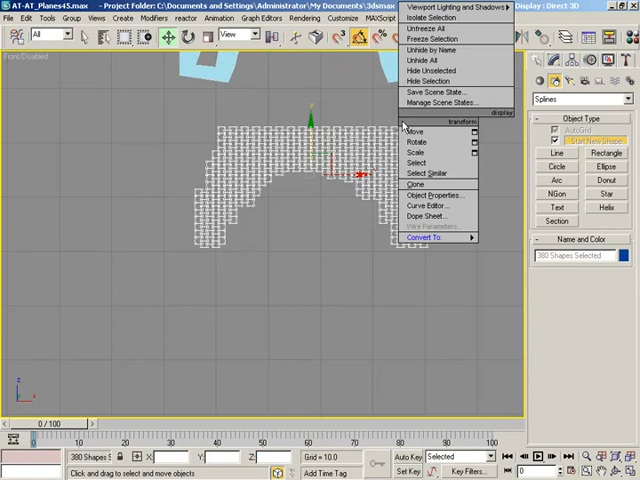 AT-AT_Planes45.max - Project Folder: C:\Documents and Settings\Administrator\My Documents\3dsmax
Display : Direct 3D
Edit Tools Group Views Create Modifiers Animation Graph Editors Rendering Customize MAXScript
All
View
Front/Disabled
Viewport Lighting and Shadows
Isolate Selection
Unfreeze All
Freeze Selection
Unhide by Name
Unhide All
Hide Unselected
Hide Selection
Save Scene State...
Manage Scene States...
display
transform
Move
Rotate
Scale
Select
Select Similar
Clone
Object Properties...
Curve Editor...
Dope Sheet...
Wire Parameters...
Convert To:
y
z
x
Splines
Object Type
AutoGrid
Start New Shape
Line Rectangle
Circle Ellipse
Arc Donut
NGon Star
Text Helix
Section
Name and Color
380 Shapes Selected
0 / 100
0 10 20 30 40 50 60 70 80 90 100
380 Shapes X: Y: Z: Grid = 10.0
Auto Key Selected
Click and drag to select and move objects
Add Time Tag
Set Key Key Filters... 0